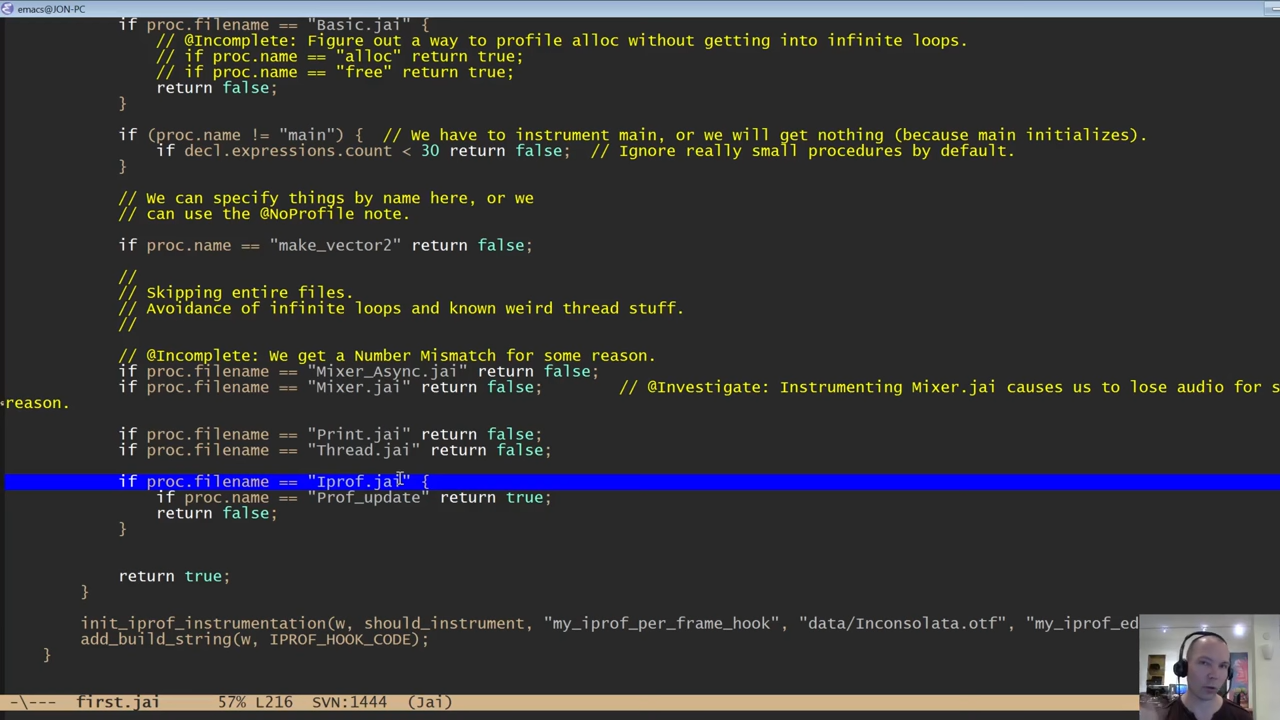 emacs@JON-PC
if proc.filename == "Basic.jai" {
// @Incomplete: Figure out a way to profile alloc without getting into infinite loops.
// if proc.name == "alloc" return true;
// if proc.name == "free" return true;
return false;
}
if (proc.name != "main") {  // We have to instrument main, or we will get nothing (because main initializes).
if decl.expressions.count < 30 return false;  // Ignore really small procedures by default.
}
// We can specify things by name here, or we
// can use the @NoProfile note.
if proc.name == "make_vector2" return false;
//
// Skipping entire files.
// Avoidance of infinite loops and known weird thread stuff.
//
// @Incomplete: We get a Number Mismatch for some reason.
if proc.filename == "Mixer_Async.jai" return false;
if proc.filename == "Mixer.jai" return false;        // @Investigate: Instrumenting Mixer.jai causes us to lose audio for s
reason.
if proc.filename == "Print.jai" return false;
if proc.filename == "Thread.jai" return false;
if proc.filename == "Iprof.jai" {
if proc.name == "Prof_update" return true;
return false;
}
return true;
}
init_iprof_instrumentation(w, should_instrument, "my_iprof_per_frame_hook", "data/Inconsolata.otf", "my_iprof_ed
add_build_string(w, IPROF_HOOK_CODE);
}
-\---  first.jai      57% L216  SVN:1444  (Jai)